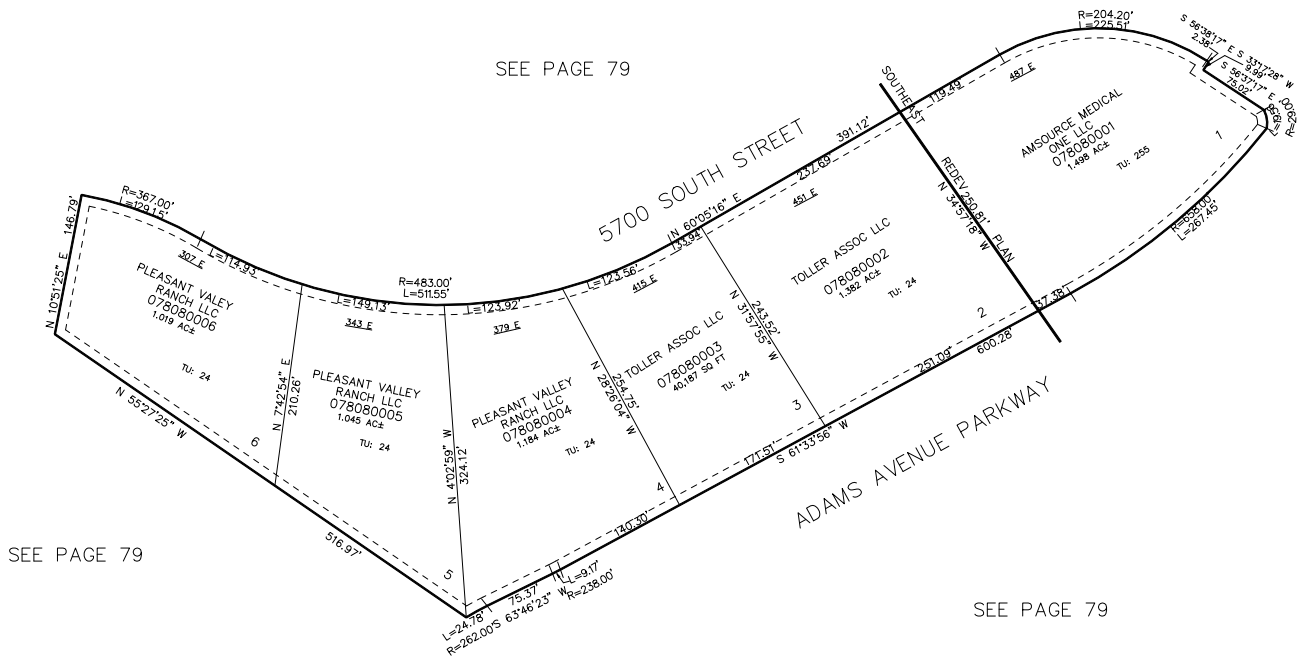 R=204.20'
L=225.51'
S 56°38'17" E
2.38'
S 33°17'28" W
9.99'
S 56°37'17" E
75.02'
SEE PAGE 79
SOUTHEAST
119.49
487 E
AMSOURCE MEDICAL
ONE LLC
078080001
1.498 AC±
TU: 255
1
391.12'
237.69'
5700 SOUTH STREET
N 60°05'16" E
133.94'
451 E
REDEV PLAN
250.81'
N 34°57'18" W
R=658.00'
L=267.45'
TOLLER ASSOC LLC
078080002
1.382 AC±
TU: 24
2
37.38'
146.79'
N 10°51'25" E
R=367.00'
L=129.15'
307 E
L=114.93
PLEASANT VALEY
RANCH LLC
078080006
1.019 AC±
TU: 24
6
R=483.00'
L=511.55'
L=149.13'
343 E
L=123.92'
379 E
L=123.56'
415 E
N 7°42'54" E
210.26'
PLEASANT VALLEY
RANCH LLC
078080005
1.045 AC±
TU: 24
5
N 4°02'59" W
324.12'
PLEASANT VALLEY
RANCH LLC
078080004
1.184 AC±
TU: 24
4
254.75'
N 28°26'04" W
TOLLER ASSOC LLC
078080003
40,187 SQ FT
TU: 24
3
243.52'
N 31°57'55" W
N 55°27'25" W
516.97'
251.09'
600.28'
171.51'
S 61°33'56" W
140.30'
ADAMS AVENUE PARKWAY
L=9.17'
R=238.00'
75.37'
S 63°46'23" W
L=24.78'
R=262.00'
SEE PAGE 79
SEE PAGE 79